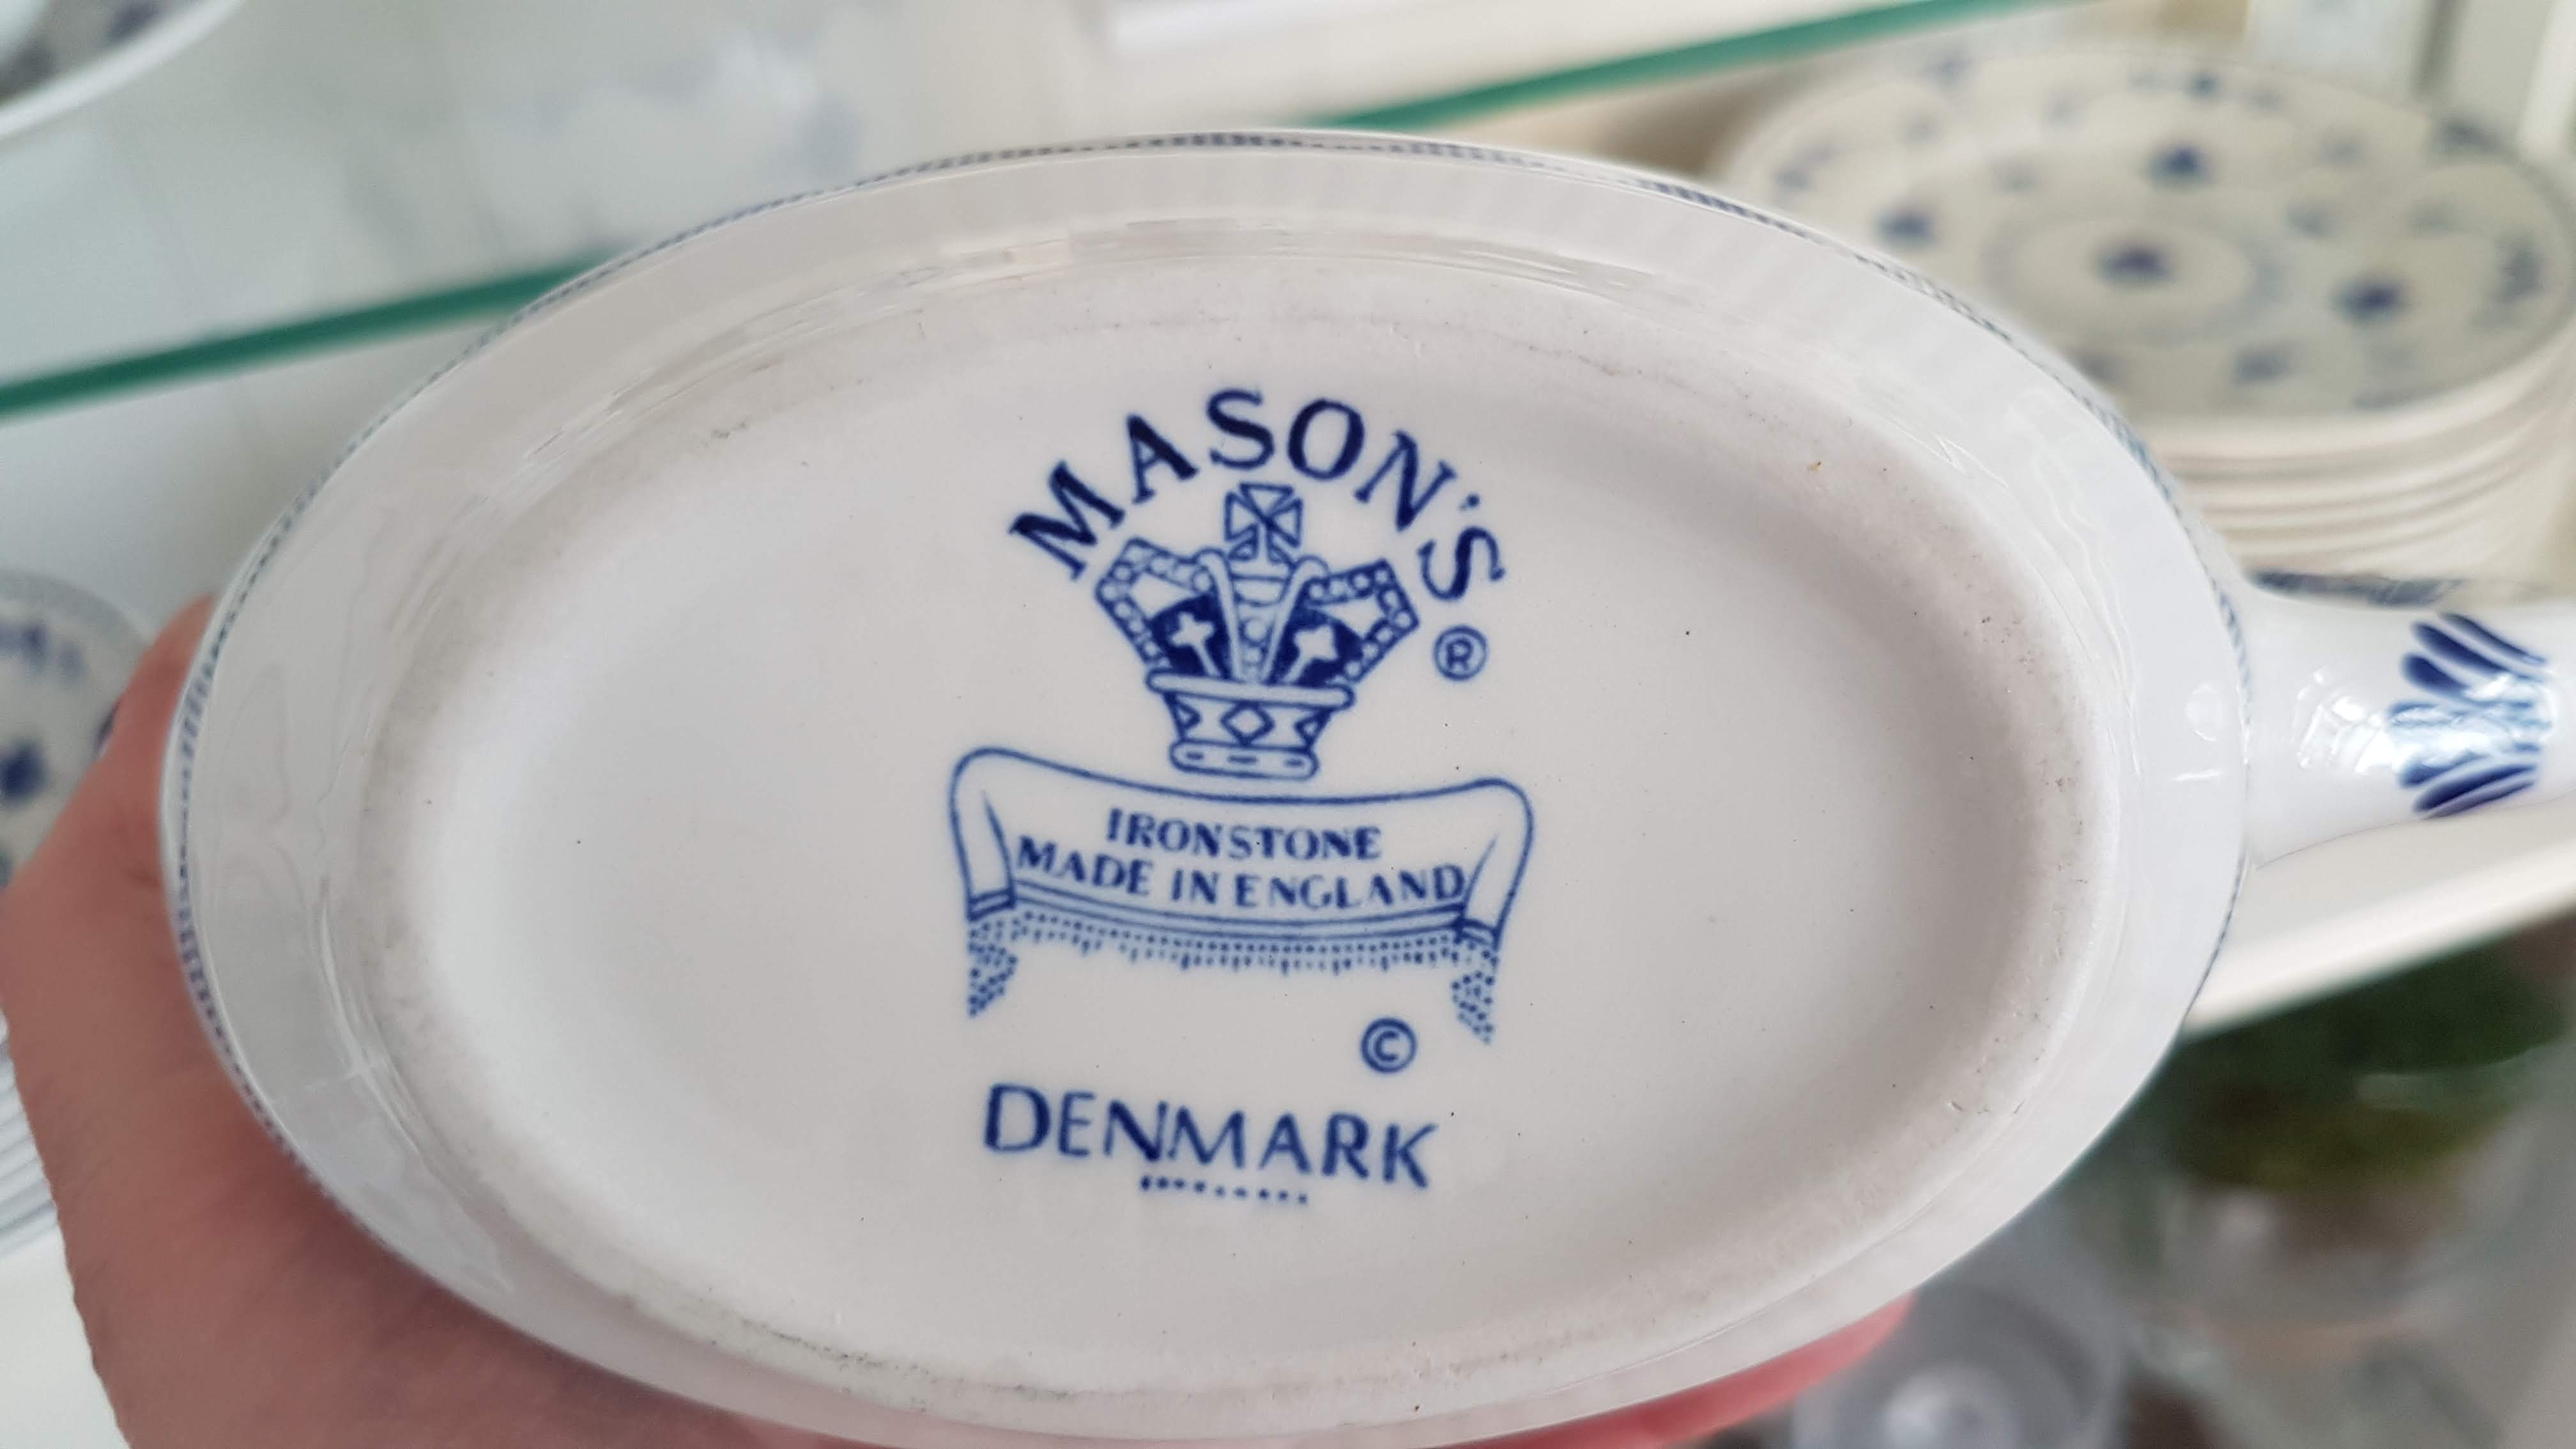 MASON'S
®
IRONSTONE
MADE IN ENGLAND
©
DENMARK